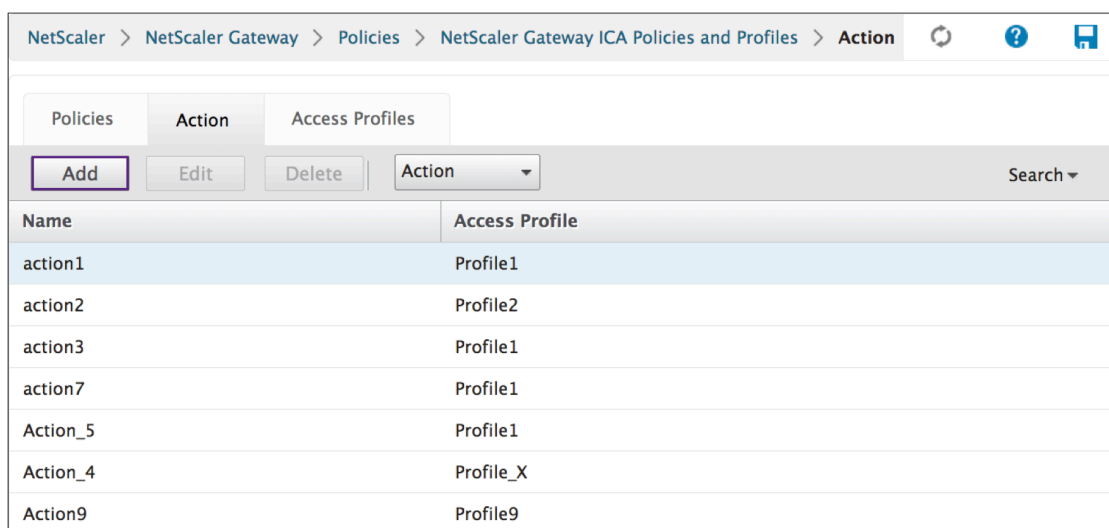 NetScaler > NetScaler Gateway > Policies > NetScaler Gateway ICA Policies and Profiles > Action ?
Policies Action Access Profiles
Add Edit Delete Action Search
Name Access Profile
action1 Profile1
action2 Profile2
action3 Profile1
action7 Profile1
Action_5 Profile1
Action_4 Profile_X
Action9 Profile9